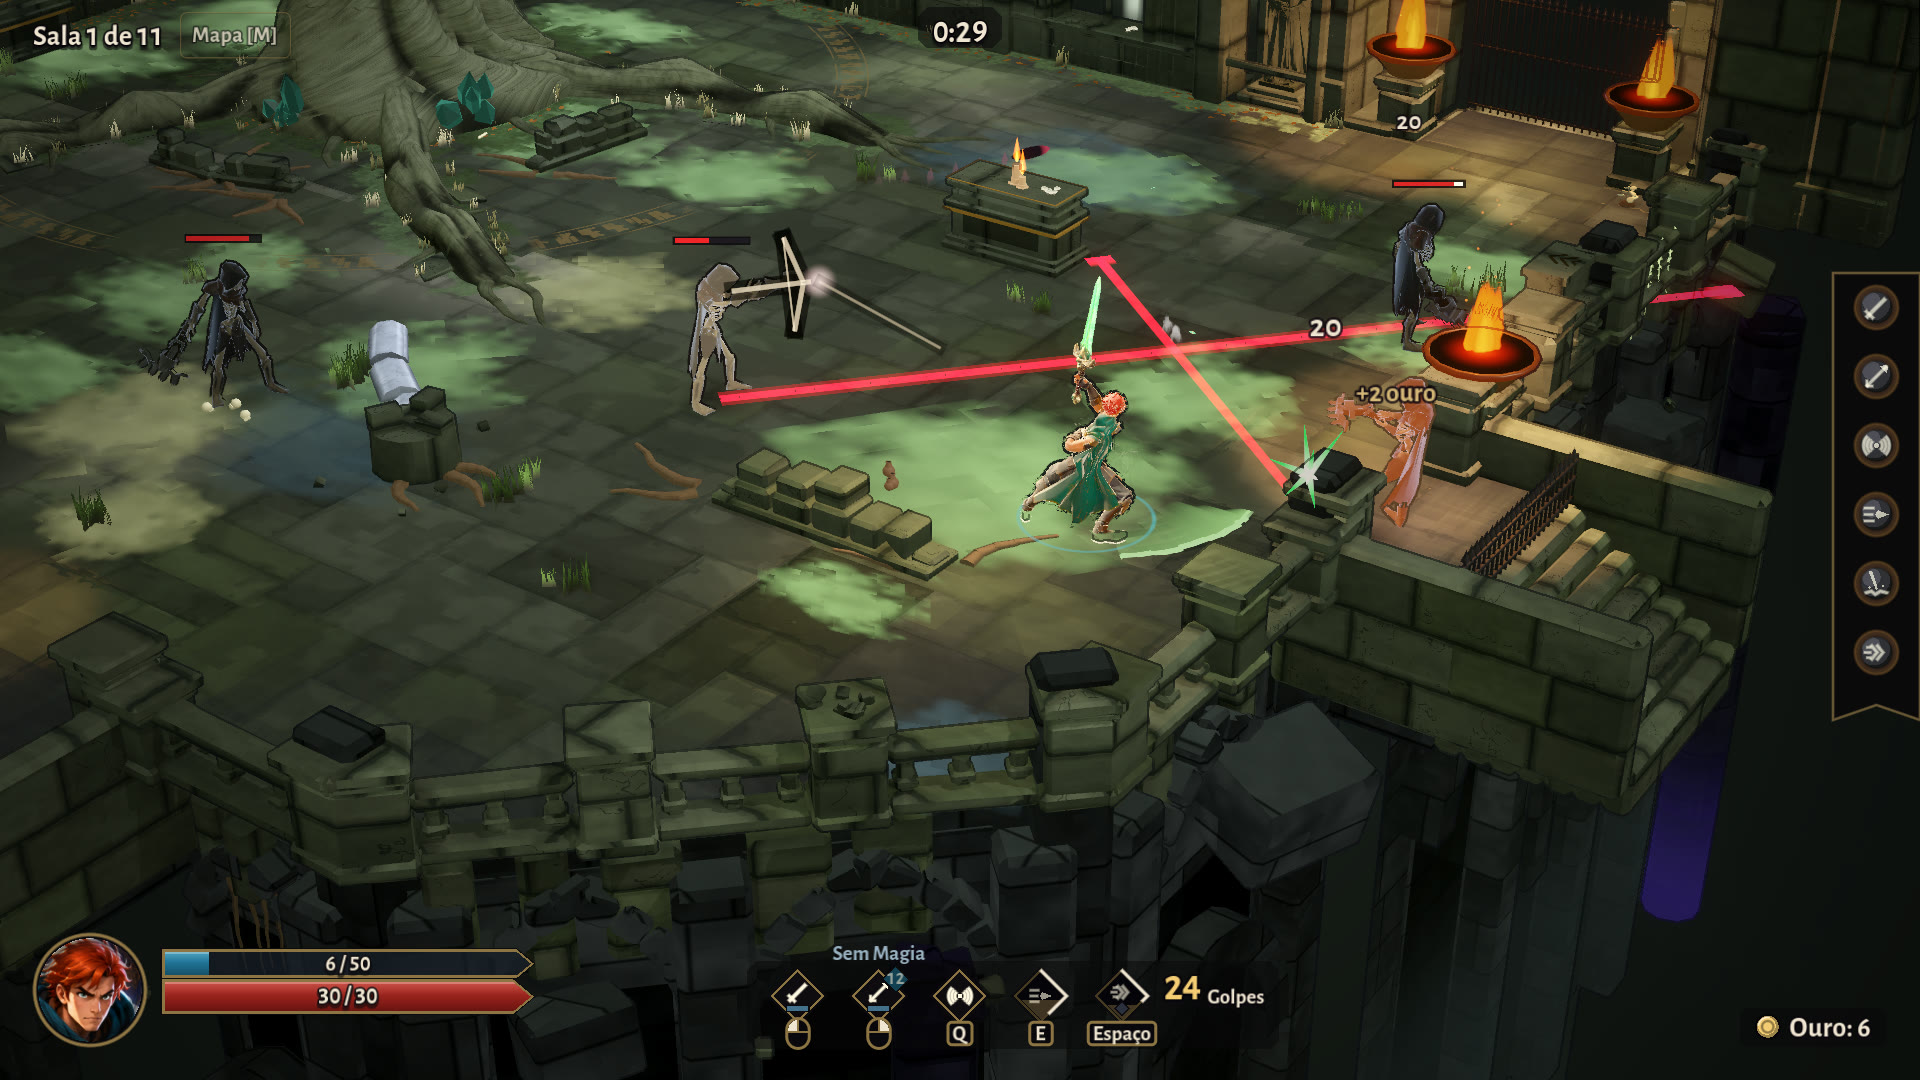 Sala 1 de 11
Mapa [M]
0:29
20
20
+2 ouro
6/50
30/30
Sem Magia
12
Q
E
Espaço
24 Golpes
Ouro: 6